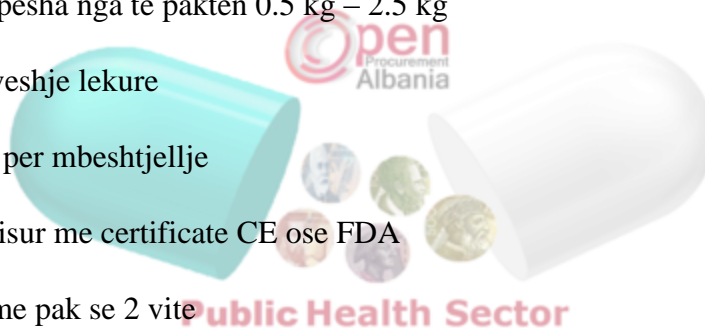 pesha nga te pakten 0.5 kg – 2.5 kg
Open
Procurement
Albania
veshje lekure
per mbeshtjellje
isur me certificate CE ose FDA
me pak se 2 vite
Public Health Sector